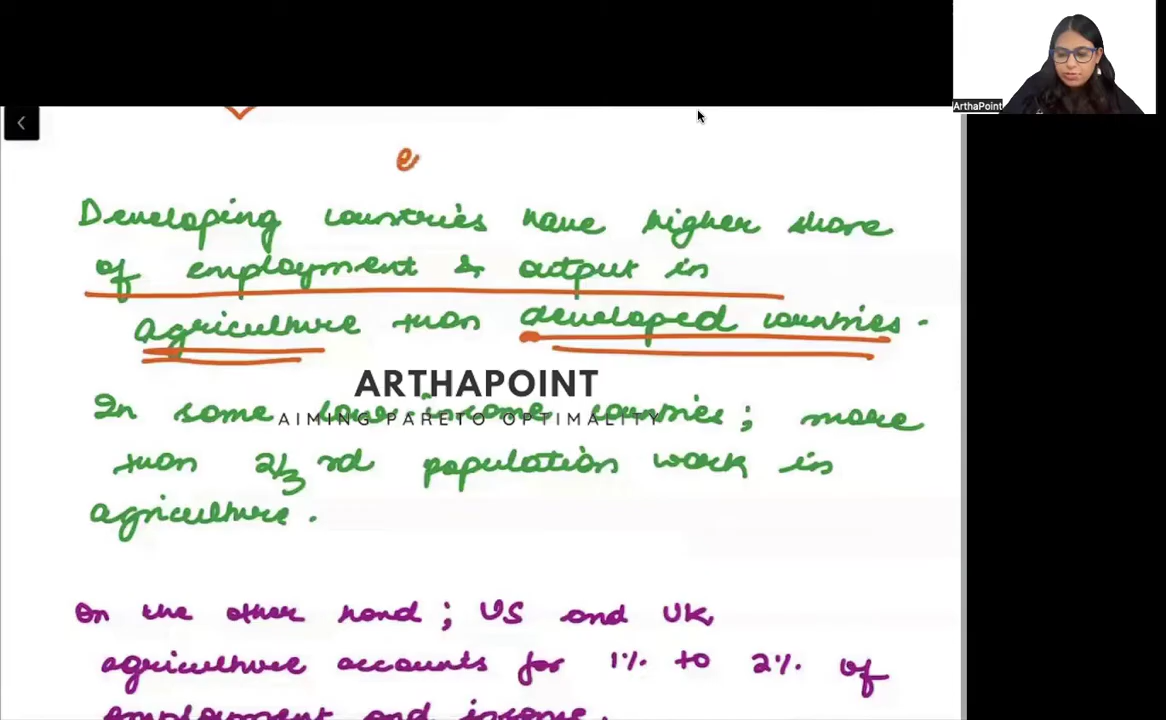 ArthaPoint
e
Developing countries have higher share
of employment & output in
agriculture than developed countries.
ARTHAPOINT
In some low-income countries; more
AIMING PARETO OPTIMALITY
than 2/3 rd population work in
agriculture.
On the other hand; US and UK,
agriculture accounts for 1% to 2% of
employment and income.